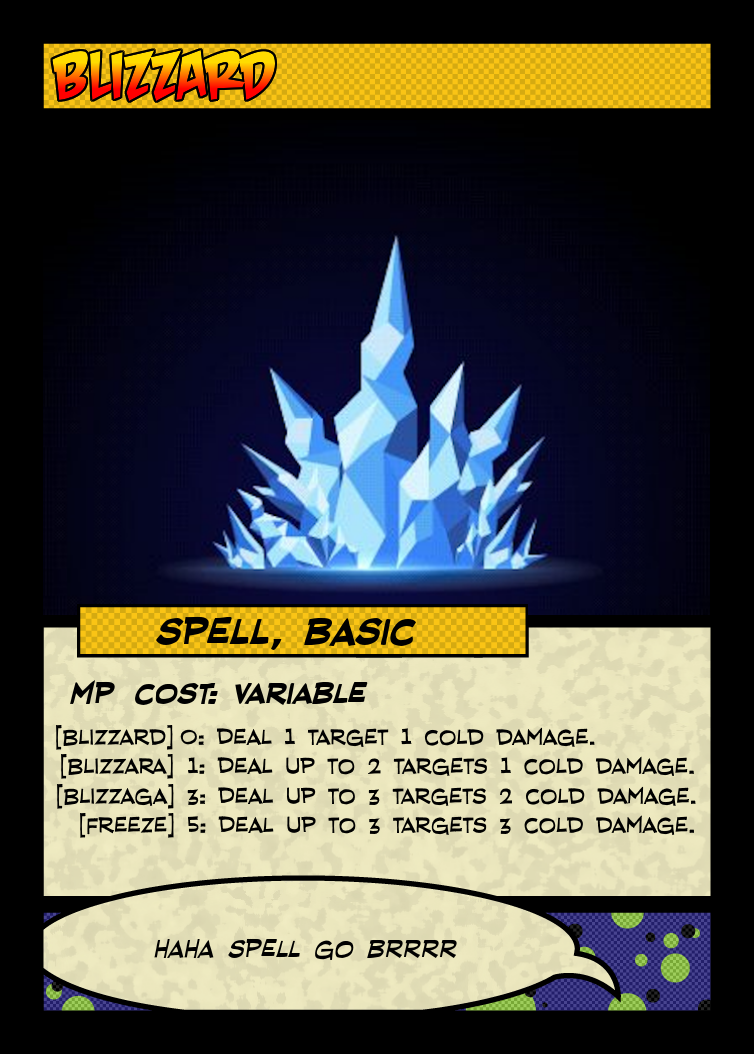 BLIZZARD
SPELL, BASIC
MP COST: VARIABLE
[BLIZZARD] 0: DEAL 1 TARGET 1 COLD DAMAGE.
[BLIZZARA] 1: DEAL UP TO 2 TARGETS 1 COLD DAMAGE.
[BLIZZAGA] 3: DEAL UP TO 3 TARGETS 2 COLD DAMAGE.
[FREEZE] 5: DEAL UP TO 3 TARGETS 3 COLD DAMAGE.
HAHA SPELL GO BRRRR